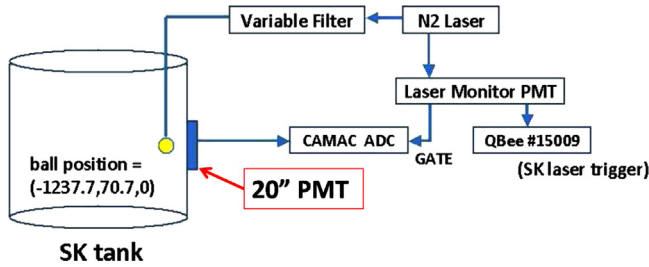 Variable Filter
N2 Laser
Laser Monitor PMT
CAMAC ADC
GATE
QBee #15009
(SK laser trigger)
ball position =
(-1237.7,70.7,0)
20” PMT
SK tank